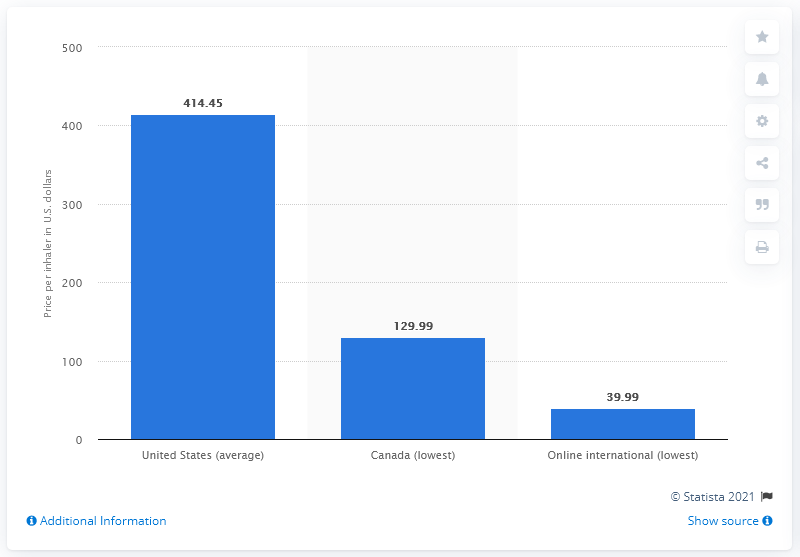 500
400
300
200
100
0
Price per inhaler in U.S. dollars
414.45
129.99
39.99
United States (average)
Canada (lowest)
Online international (lowest)
© Statista 2021
Additional Information
Show source